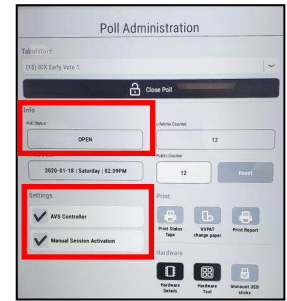 Poll Administration
Tabulators
(15) ICX Early Vote 1
Close Poll
Info
Poll Status
Lifetime Counter
OPEN
12
Public Counter
2020-01-18 | Saturday | 02:09PM
12
Reset
Settings
Print
AVS Controller
Manual Session Activation
Print Status Tape
VVPAT change paper
Print Report
Hardware
Hardware Details
Hardware Test
Unmount USB sticks